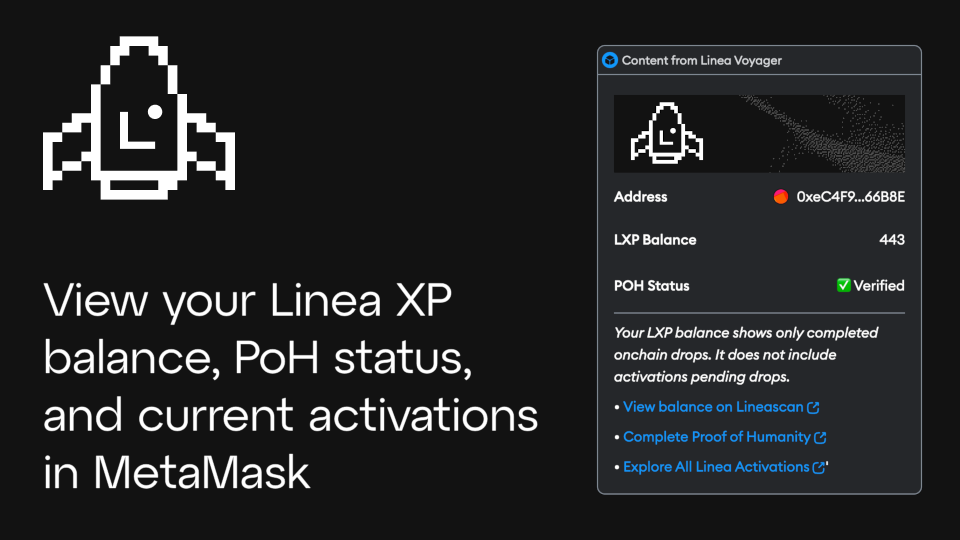 View your Linea XP
balance, PoH status,
and current activations
in MetaMask
Content from Linea Voyager
Address 0xeC4F9...66B8E
LXP Balance 443
POH Status ✅ Verified
Your LXP balance shows only completed
onchain drops. It does not include
activations pending drops.
• View balance on Lineascan
• Complete Proof of Humanity
• Explore All Linea Activations'